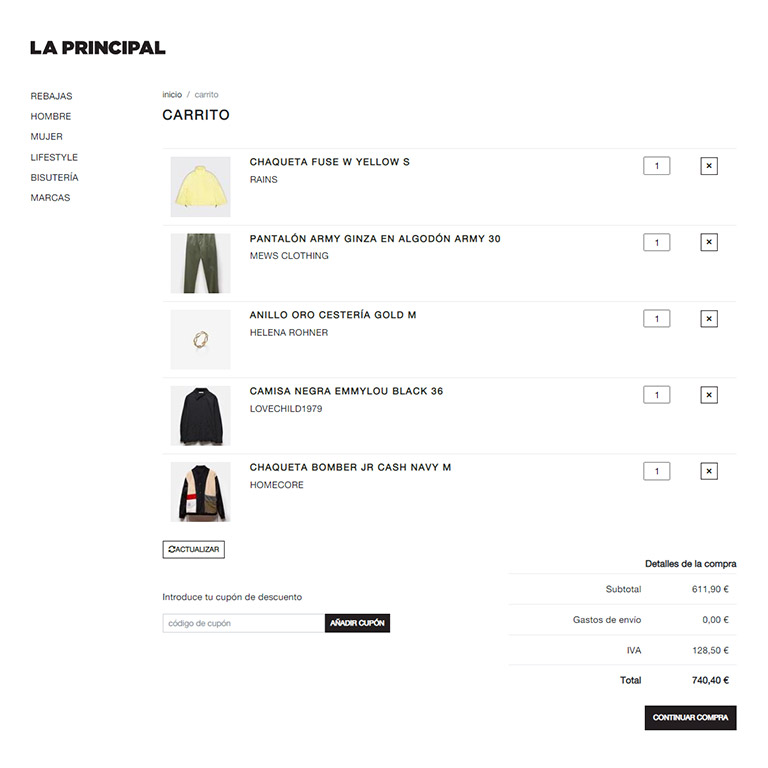 LA PRINCIPAL
REBAJAS
HOMBRE
MUJER
LIFESTYLE
BISUTERÍA
MARCAS
inicio / carrito
CARRITO
CHAQUETA FUSE W YELLOW S
RAINS
1 ×
PANTALÓN ARMY GINZA EN ALGODÓN ARMY 30
MEWS CLOTHING
1 ×
ANILLO ORO CESTERÍA GOLD M
HELENA ROHNER
1 ×
CAMISA NEGRA EMMYLOU BLACK 36
LOVECHILD1979
1 ×
CHAQUETA BOMBER JR CASH NAVY M
HOMECORE
1 ×
ACTUALIZAR
Introduce tu cupón de descuento
código de cupón AÑADIR CUPÓN
Detalles de la compra
Subtotal 611,90 €
Gastos de envío 0,00 €
IVA 128,50 €
Total 740,40 €
CONTINUAR COMPRA